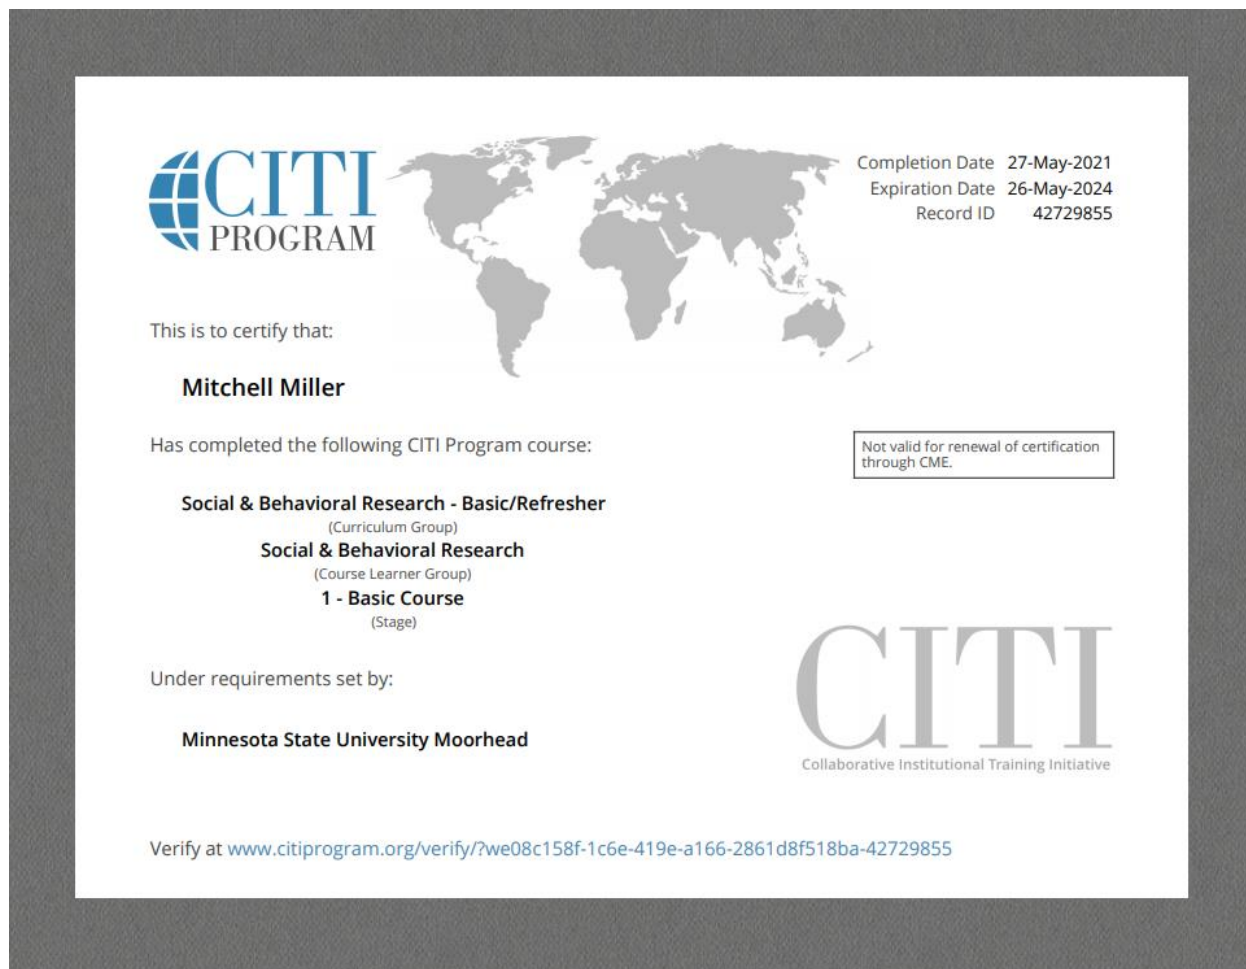 CITI
PROGRAM
Completion Date 27-May-2021
Expiration Date 26-May-2024
Record ID 42729855
This is to certify that:
Mitchell Miller
Has completed the following CITI Program course:
Not valid for renewal of certification
through CME.
Social & Behavioral Research - Basic/Refresher
(Curriculum Group)
Social & Behavioral Research
(Course Learner Group)
1 - Basic Course
(Stage)
Under requirements set by:
Minnesota State University Moorhead
CITI
Collaborative Institutional Training Initiative
Verify at www.citiprogram.org/verify/?we08c158f-1c6e-419e-a166-2861d8f518ba-42729855